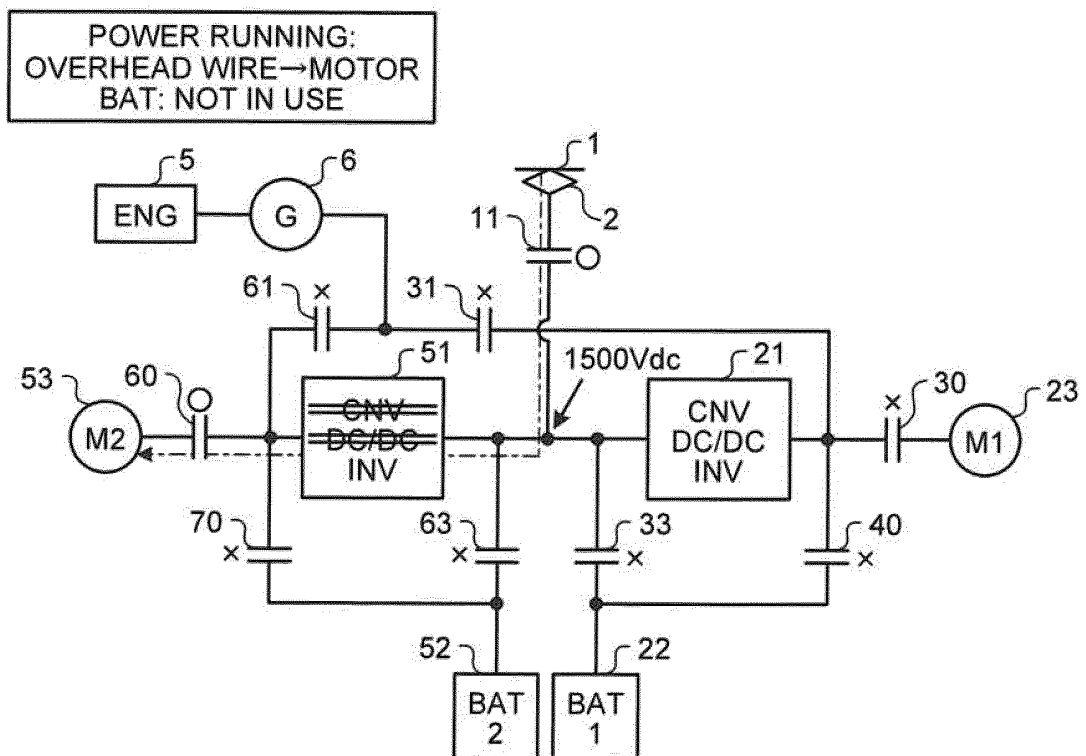 POWER RUNNING:
OVERHEAD WIRE→MOTOR
BAT: NOT IN USE
1
5
6
2
ENG
G
11
61
×
31
×
51
1500Vdc
21
53
60
30
×
23
M2
CNV
DC/DC
INV
CNV
DC/DC
INV
M1
70
×
63
×
33
×
40
×
52
22
BAT
2
BAT
1